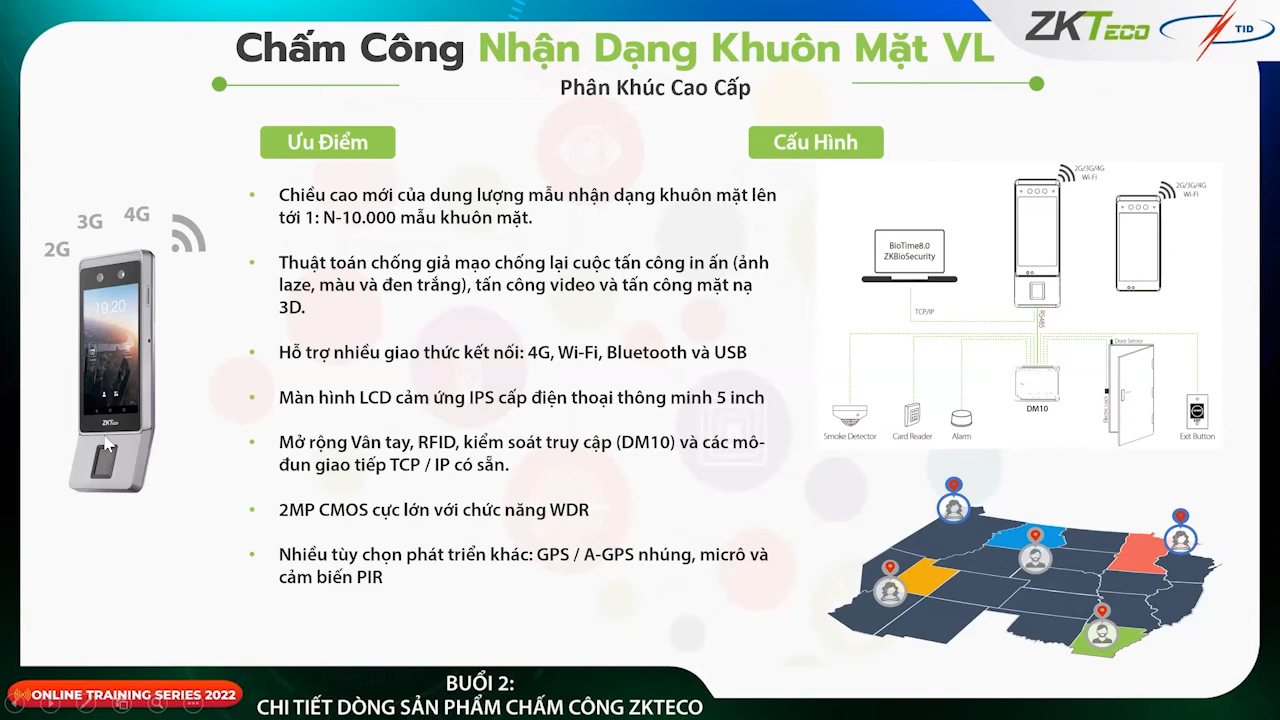 ZKTECO
TID
Chấm Công Nhận Dạng Khuôn Mặt VL
Phân Khúc Cao Cấp
Ưu Điểm
Cấu Hình
• Chiều cao mới của dung lượng mẫu nhận dạng khuôn mặt lên
tới 1: N-10.000 mẫu khuôn mặt.
• Thuật toán chống giả mạo chống lại cuộc tấn công in ấn (ảnh
laze, màu và đen trắng), tấn công video và tấn công mặt nạ
3D.
• Hỗ trợ nhiều giao thức kết nối: 4G, Wi-Fi, Bluetooth và USB
• Màn hình LCD cảm ứng IPS cấp điện thoại thông minh 5 inch
• Mở rộng Vân tay, RFID, kiểm soát truy cập (DM10) và các mô-
đun giao tiếp TCP / IP có sẵn.
• 2MP CMOS cực lớn với chức năng WDR
• Nhiều tùy chọn phát triển khác: GPS / A-GPS nhúng, micrô và
cảm biến PIR
2G
3G
4G
19:20
ZKTECO
2G/3G/4G
Wi-Fi
2G/3G/4G
Wi-Fi
BioTime8.0
ZKBioSecurity
TCP/IP
RS485
Door Sensor
DM10
Smoke Detector
Card Reader
Alarm
Exit Button
ONLINE TRAINING SERIES 2022
BUỔI 2:
CHI TIẾT DÒNG SẢN PHẨM CHẤM CÔNG ZKTECO